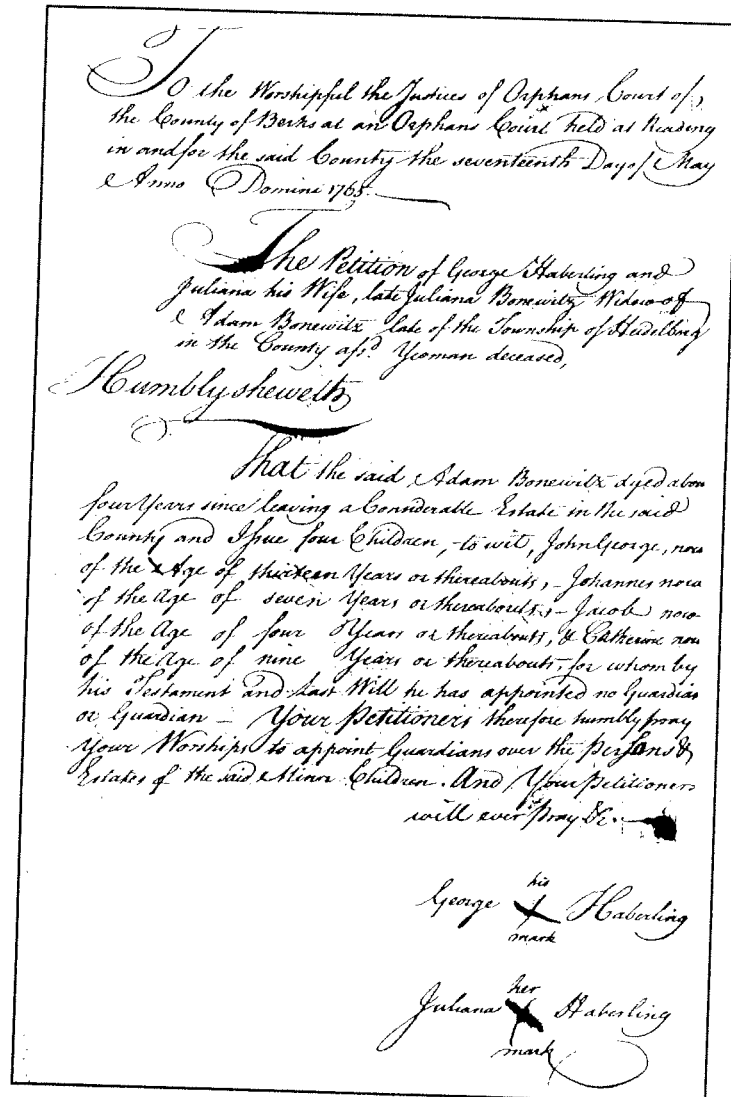 To the Worshipful the Justices of Orphans Court of
the County of Berks at an Orphans Court held at Reading
in and for the said County the seventeenth Day of May
Anno Domini 1765
The Petition of George Haberling and
Juliana his Wife, late Juliana Bonewitz Widow of
Adam Bonewitz late of the Township of Heidelberg
in the County afsd. Yeoman deceased,
Humbly sheweth
That the said Adam Bonewitz dyed abou
four Years since leaving a Considerable Estate in the said
County and Issue four Children, to wit, John George, now
of the Age of thirteen Years or thereabouts, - Johannes now
of the Age of seven Years or thereabouts, - Jacob now
of the Age of four Years or thereabouts, & Catherine now
of the Age of nine Years or thereabouts, for whom by
his Testament and Last Will he has appointed no Guardian
or Guardian - Your Petitioners therefore humbly pray
Your Worships to appoint Guardians over the Persons &
Estates of the said Minor Children. And Your Petitioners
will ever Pray &c.
his
George X Haberling
mark
her
Juliana X Haberling
mark